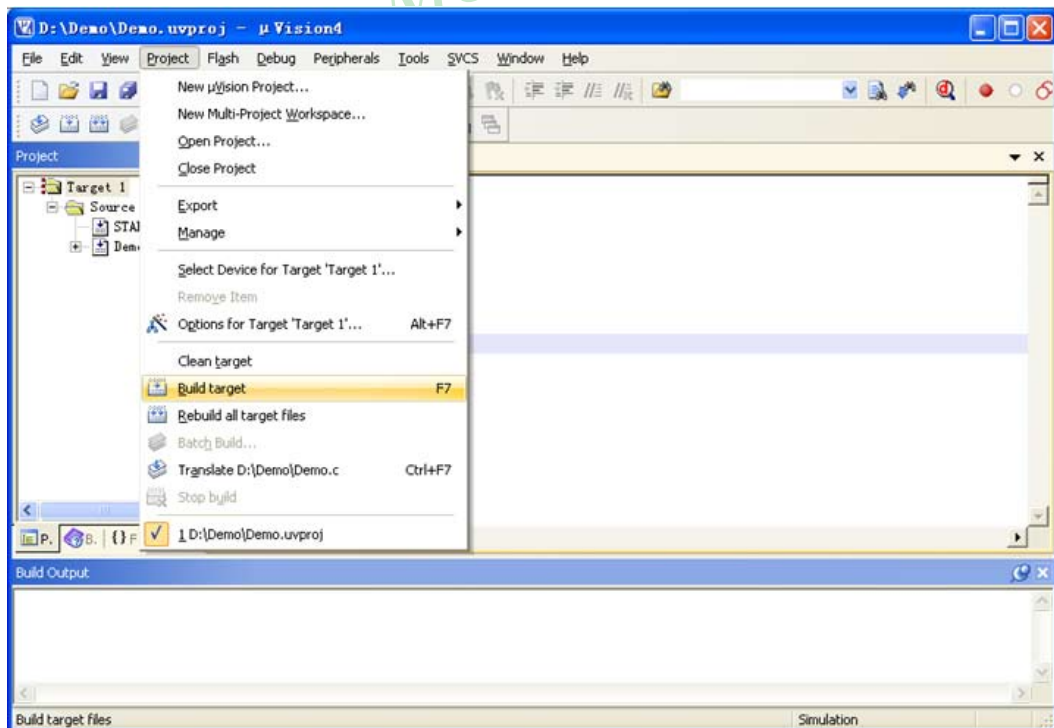 D:\Demo\Demo.uvproj - µVision4
File Edit View Project Flash Debug Peripherals Tools SVCS Window Help
New µVision Project...
New Multi-Project Workspace...
Open Project...
Close Project
Project
Export
Manage
Target 1
Source
Select Device for Target 'Target 1'...
Remove Item
Options for Target 'Target 1'... Alt+F7
Clean target
Build target F7
Rebuild all target files
Batch Build...
Translate D:\Demo\Demo.c Ctrl+F7
Stop build
P. B. {} F
1 D:\Demo\Demo.uvproj
Build Output
Build target files Simulation